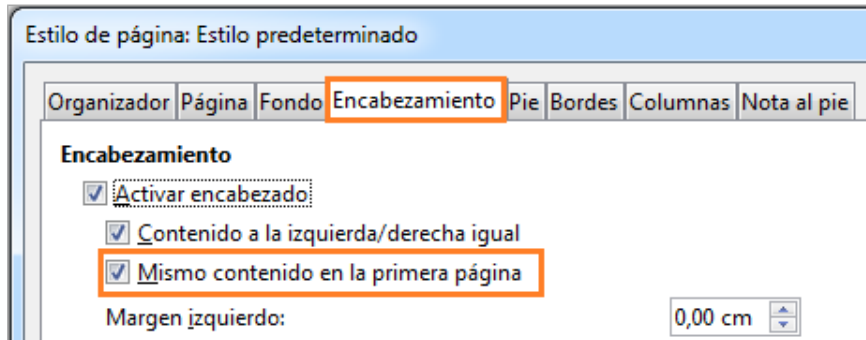 Estilo de página: Estilo predeterminado
Organizador Página Fondo Encabezamiento Pie Bordes Columnas Nota al pie
Encabezamiento
Activar encabezado
Contenido a la izquierda/derecha igual
Mismo contenido en la primera página
Margen izquierdo: 0,00 cm